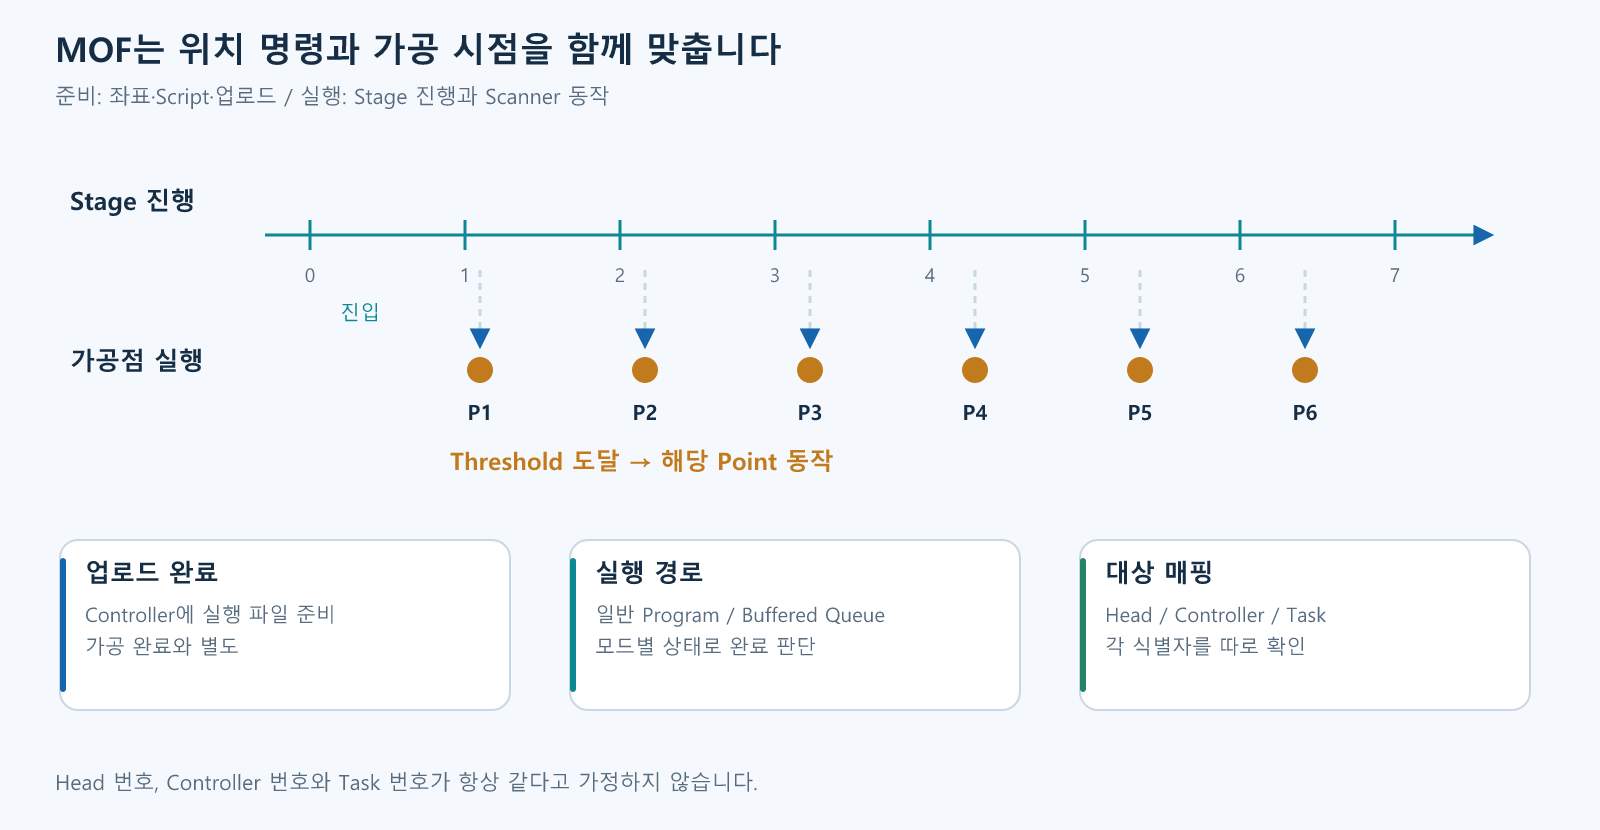 MOF는 위치 명령과 가공 시점을 함께 맞춥니다
준비: 좌표·Script·업로드 / 실행: Stage 진행과 Scanner 동작
Stage 진행
0 1 2 3 4 5 6 7
진입
가공점 실행
P1 P2 P3 P4 P5 P6
Threshold 도달 → 해당 Point 동작
업로드 완료
Controller에 실행 파일 준비
가공 완료와 별도
실행 경로
일반 Program / Buffered Queue
모드별 상태로 완료 판단
대상 매핑
Head / Controller / Task
각 식별자를 따로 확인
Head 번호, Controller 번호와 Task 번호가 항상 같다고 가정하지 않습니다.